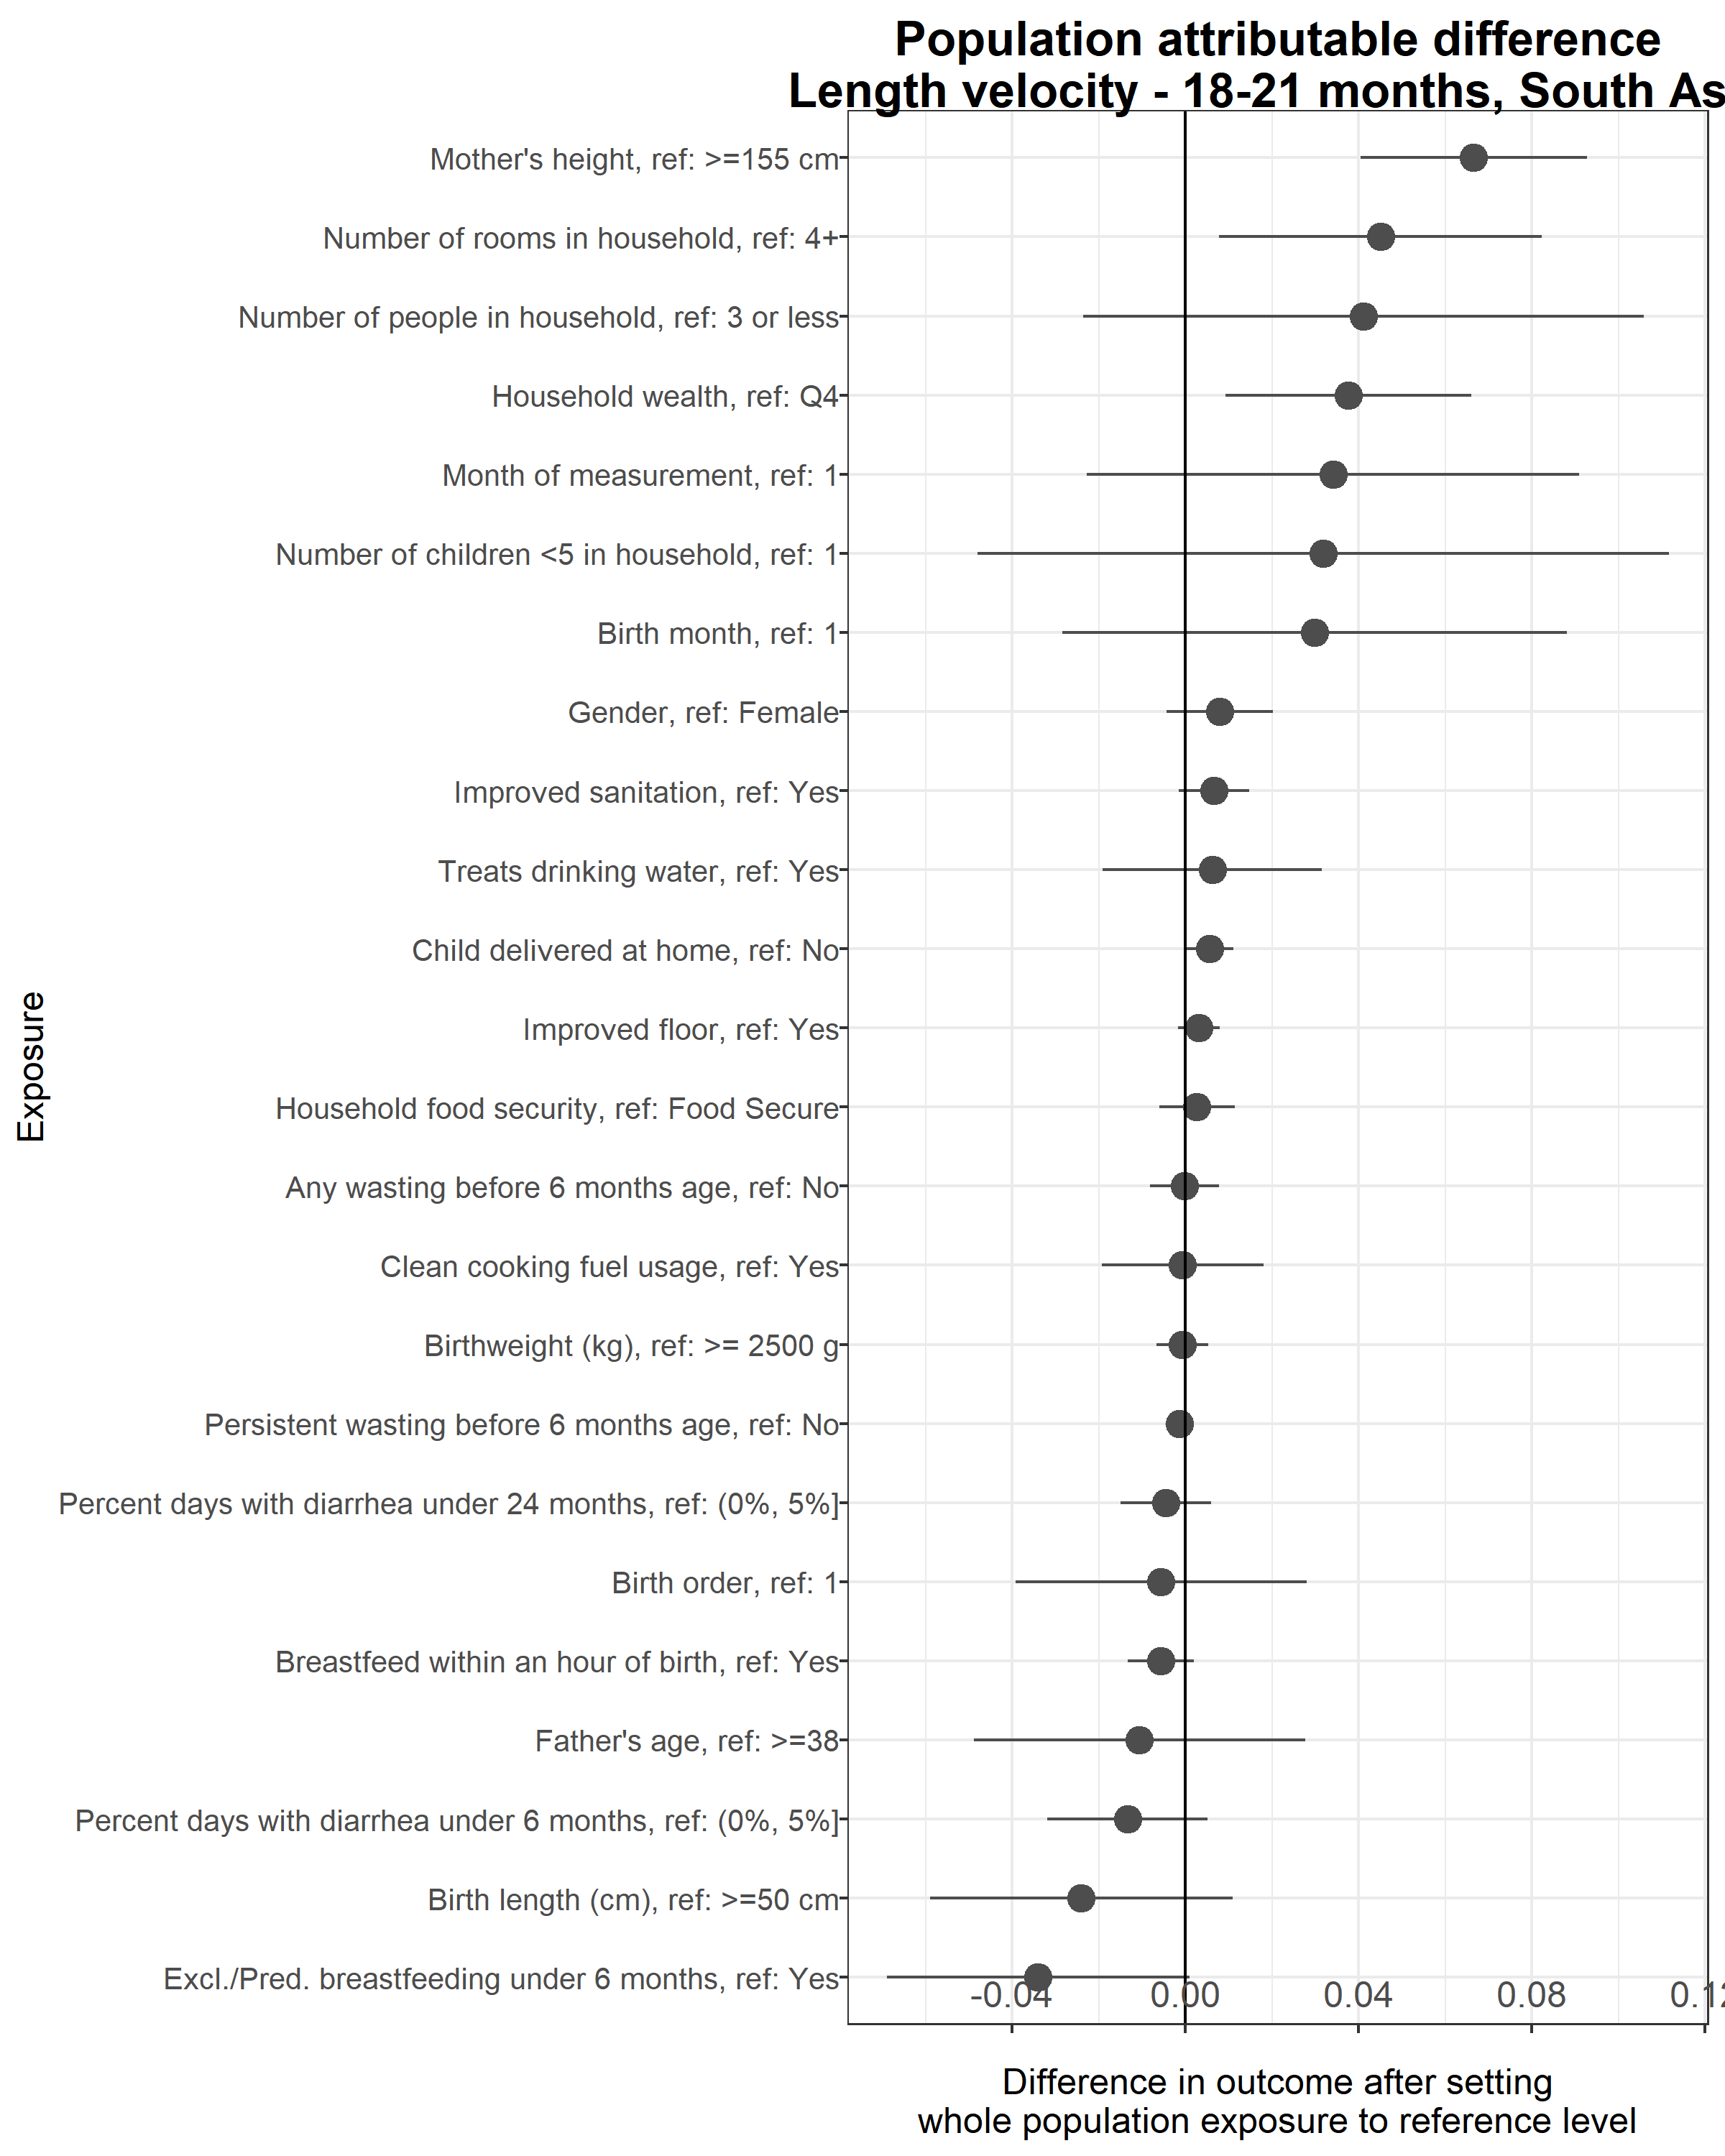 Population attributable difference
Length velocity - 18-21 months, South As
Mother's height, ref: >=155 cm
Number of rooms in household, ref: 4+
Number of people in household, ref: 3 or less
Household wealth, ref: Q4
Month of measurement, ref: 1
Number of children <5 in household, ref: 1
Birth month, ref: 1
Gender, ref: Female
Improved sanitation, ref: Yes
Treats drinking water, ref: Yes
Child delivered at home, ref: No
Improved floor, ref: Yes
Household food security, ref: Food Secure
Any wasting before 6 months age, ref: No
Clean cooking fuel usage, ref: Yes
Birthweight (kg), ref: >= 2500 g
Persistent wasting before 6 months age, ref: No
Percent days with diarrhea under 24 months, ref: (0%, 5%]
Birth order, ref: 1
Breastfeed within an hour of birth, ref: Yes
Father's age, ref: >=38
Percent days with diarrhea under 6 months, ref: (0%, 5%]
Birth length (cm), ref: >=50 cm
Excl./Pred. breastfeeding under 6 months, ref: Yes
Exposure
-0.04 0.00 0.04 0.08 0.12
Difference in outcome after setting
whole population exposure to reference level